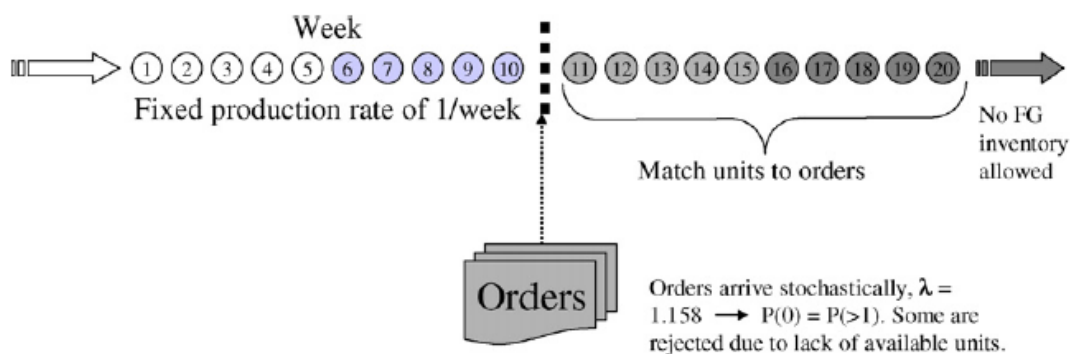 Week
1 2 3 4 5 6 7 8 9 10 11 12 13 14 15 16 17 18 19 20
Fixed production rate of 1/week
Match units to orders
No FG
inventory
allowed
Orders
Orders arrive stochastically, λ =
1.158 → P(0) = P(>1). Some are
rejected due to lack of available units.